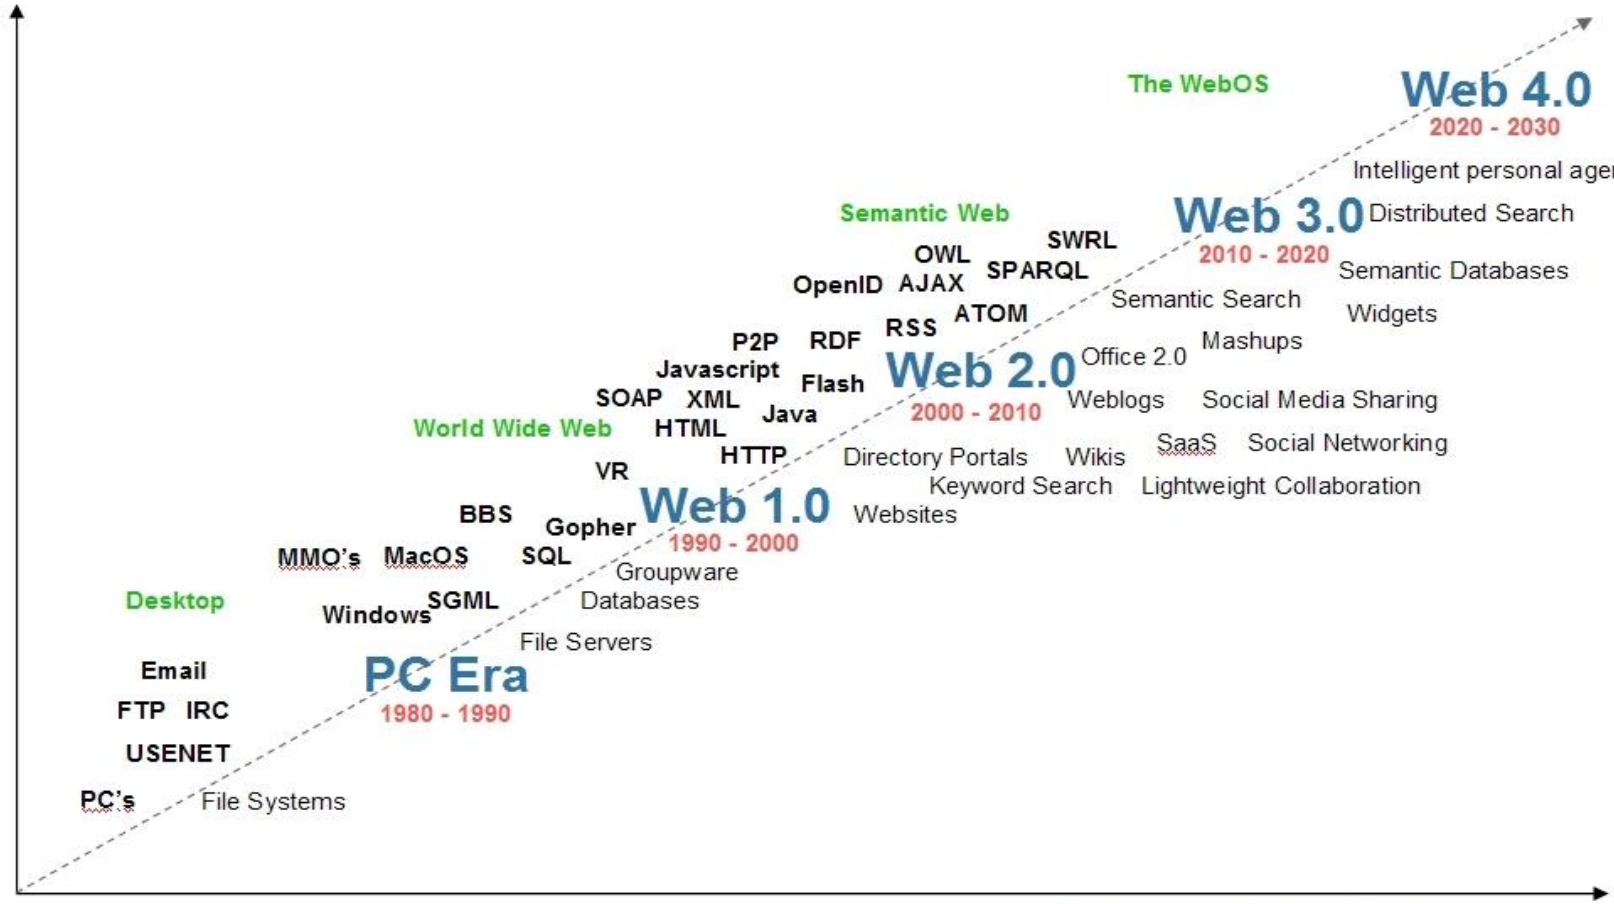 The WebOS
Web 4.0
2020 - 2030
Intelligent personal
Semantic Web
Web 3.0
Distributed Search
2010 - 2020
SWRL
OWL
SPARQL
Semantic Databases
OpenID
AJAX
Semantic Search
Widgets
ATOM
RSS
P2P
RDF
Mashups
Office 2.0
Javascript
Flash
Web 2.0
2000 - 2010
SOAP
XML
Weblogs
Social Media Sharing
Java
World Wide Web
HTML
SaaS
Social Networking
HTTP
Directory Portals
Wikis
VR
Keyword Search
Lightweight Collaboration
Web 1.0
1990 - 2000
BBS
Websites
Gopher
MMO's
MacOS
SQL
Groupware
Desktop
SGML
Databases
Windows
File Servers
Email
PC Era
1980 - 1990
FTP IRC
USENET
PC's
File Systems